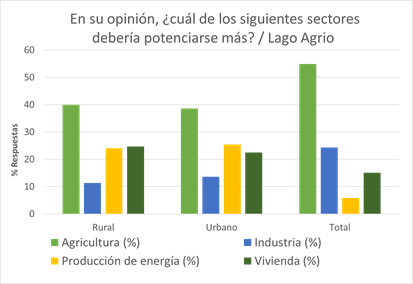 En su opinión, ¿cuál de los siguientes sectores
debería potenciarse más? / Lago Agrio
60
50
40
30
20
10
0
% Respuestas
Rural Urbano Total
Agricultura (%) Industria (%)
Producción de energía (%) Vivienda (%)